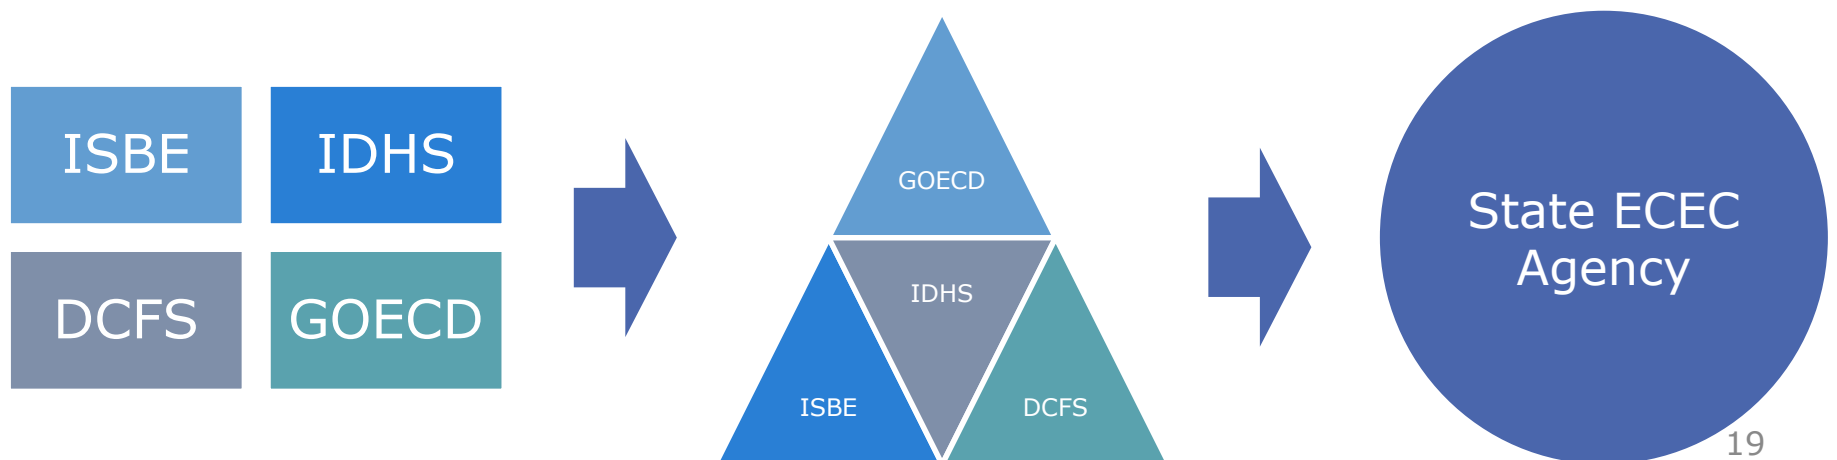 ISBE
IDHS
DCFS
GOECD
GOECD
IDHS
ISBE
DCFS
State ECEC
Agency
19